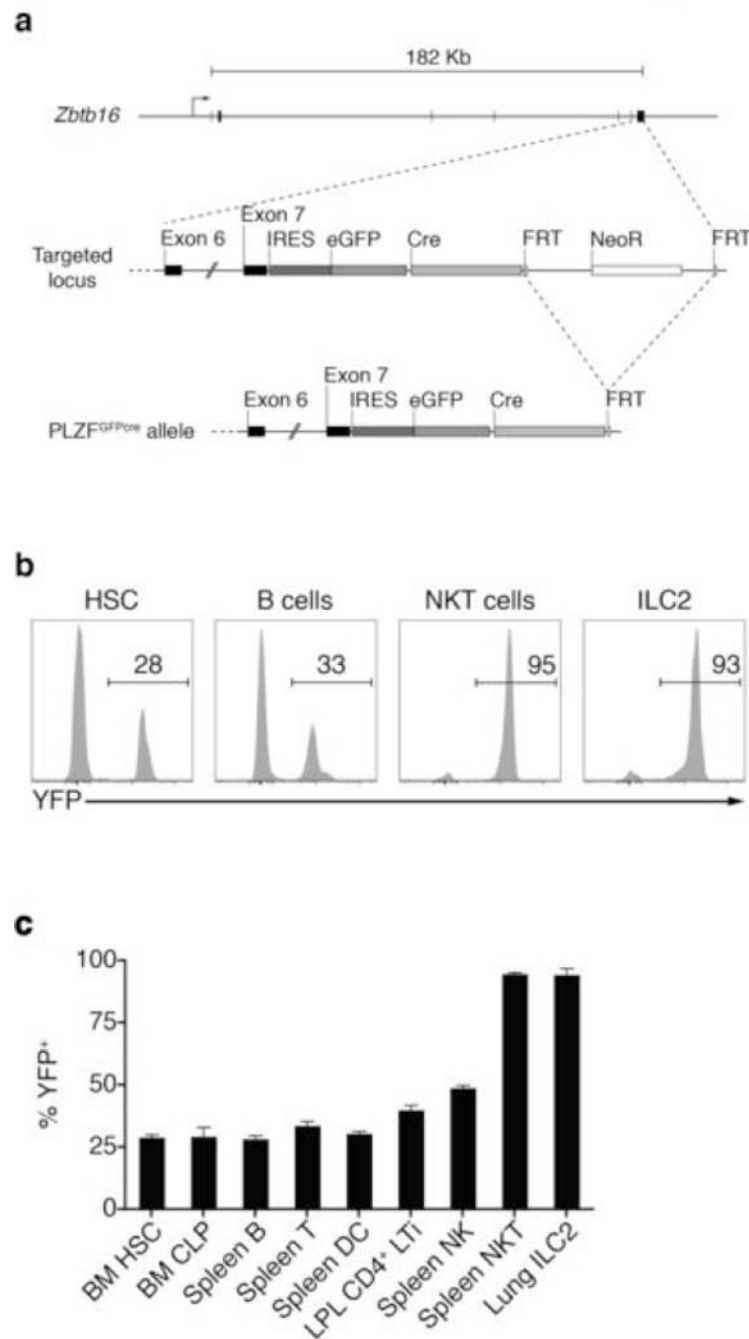 a
182 Kb
Zbtb16
Exon 7
Exon 6 IRES eGFP Cre FRT NeoR FRT
Targeted
locus
Exon 7
Exon 6 IRES eGFP Cre FRT
PLZFGFPcre allele
b
HSC B cells NKT cells ILC2
28 33 95 93
YFP
c
100
75
50
25
0
% YFP+
BM HSC
BM CLP
Spleen B
Spleen T
Spleen DC
LPL CD4+ LTi
Spleen NK
Spleen NKT
Lung ILC2